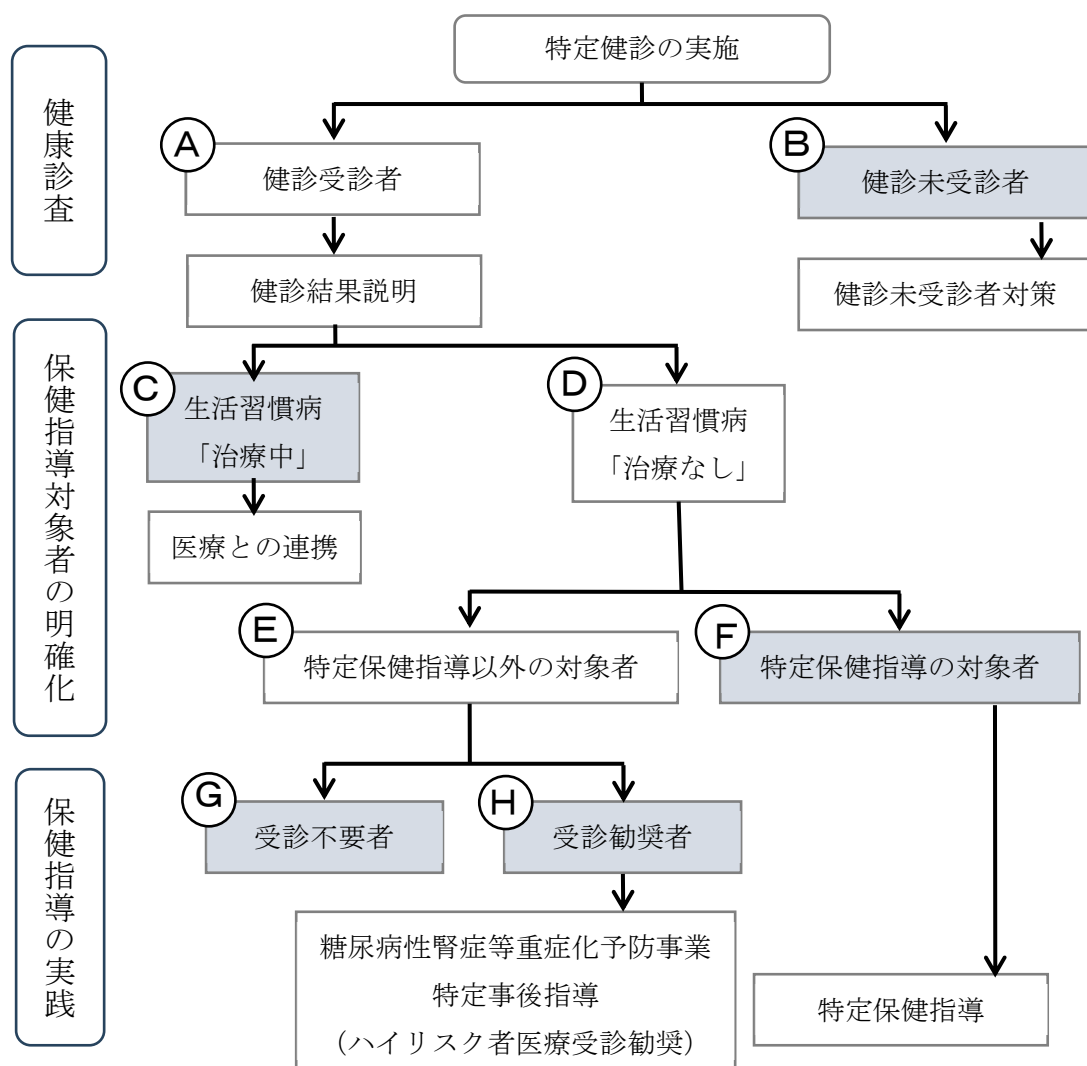 特定健診の実施
健康診査
A
健診受診者
B
健診未受診者
健診結果説明
健診未受診者対策
保健指導対象者の明確化
C
生活習慣病
「治療中」
D
生活習慣病
「治療なし」
医療との連携
E
特定保健指導以外の対象者
F
特定保健指導の対象者
保健指導の実践
G
受診不要者
H
受診勧奨者
糖尿病性腎症等重症化予防事業
特定事後指導
（ハイリスク者医療受診勧奨）
特定保健指導